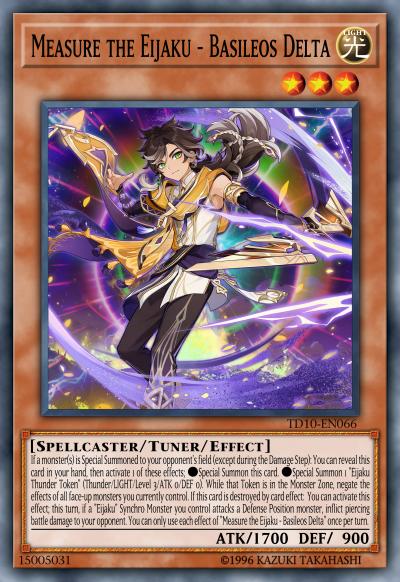 Measure the Eijaku - Basileos Delta
LIGHT
光
TD10-EN066
[Spellcaster/Tuner/Effect]
If a monster(s) is Special Summoned to your opponent's field (except during the Damage Step): You can reveal this
card in your hand, then activate 1 of these effects; ●Special Summon this card. ●Special Summon 1 "Eijaku
Thunder Token" (Thunder/LIGHT/Level 3/ATK 0/DEF 0). While that Token is in the Monster Zone, negate the
effects of all face-up monsters you currently control. If this card is destroyed by card effect: You can activate this
effect; this turn, if a "Eijaku" Synchro Monster you control attacks a Defense Position monster, inflict piercing
battle damage to your opponent. You can only use each effect of "Measure the Eijaku - Basileos Delta" once per turn.
ATK/1700 DEF/ 900
15005031
©1996 KAZUKI TAKAHASHI